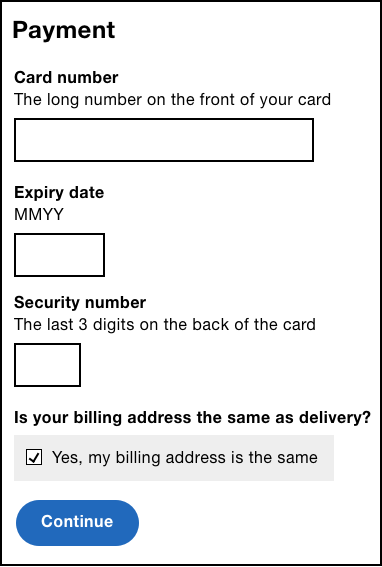 Payment
Card number
The long number on the front of your card
Expiry date
MMYY
Security number
The last 3 digits on the back of the card
Is your billing address the same as delivery?
Yes, my billing address is the same
Continue